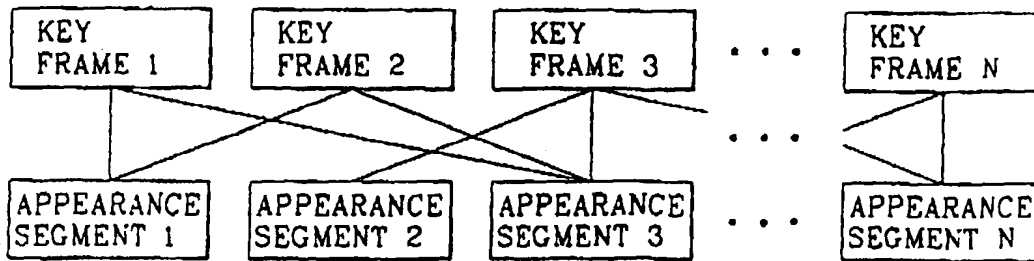 KEY
FRAME 1
KEY
FRAME 2
KEY
FRAME 3
. . .
KEY
FRAME N
. . .
APPEARANCE
SEGMENT 1
APPEARANCE
SEGMENT 2
APPEARANCE
SEGMENT 3
. . .
APPEARANCE
SEGMENT N